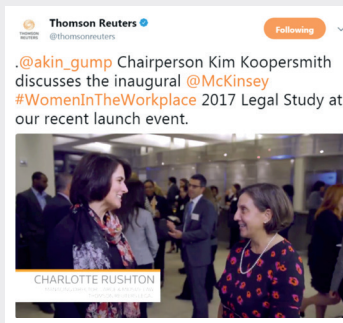 THOMSON
REUTERS
Thomson Reuters
@thomsonreuters
Following
.@akin_gump Chairperson Kim Koopersmith
discusses the inaugural @McKinsey
#WomenInTheWorkplace 2017 Legal Study at
our recent launch event.
CHARLOTTE RUSHTON